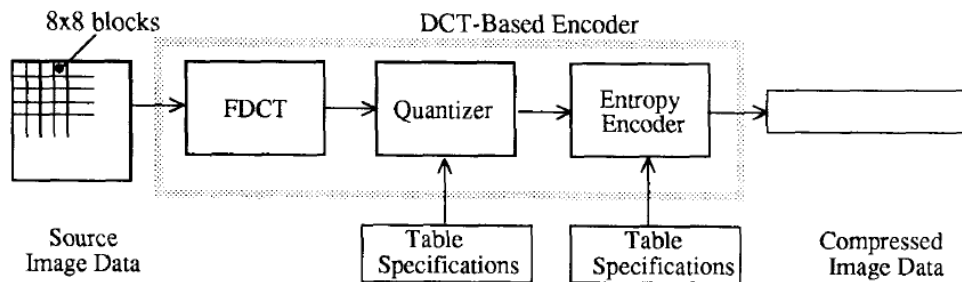 8x8 blocks
DCT-Based Encoder
FDCT
Quantizer
Entropy
Encoder
Source
Image Data
Table
Specifications
Table
Specifications
Compressed
Image Data